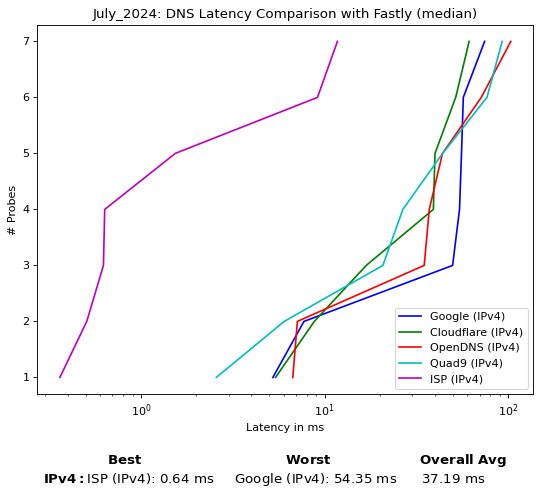 July_2024: DNS Latency Comparison with Fastly (median)
7
6
5
4
3
2
1
# Probes
10⁰
10¹
10²
Latency in ms
Google (IPv4)
Cloudflare (IPv4)
OpenDNS (IPv4)
Quad9 (IPv4)
ISP (IPv4)
Best Worst Overall Avg
IPv4: ISP (IPv4): 0.64 ms Google (IPv4): 54.35 ms 37.19 ms